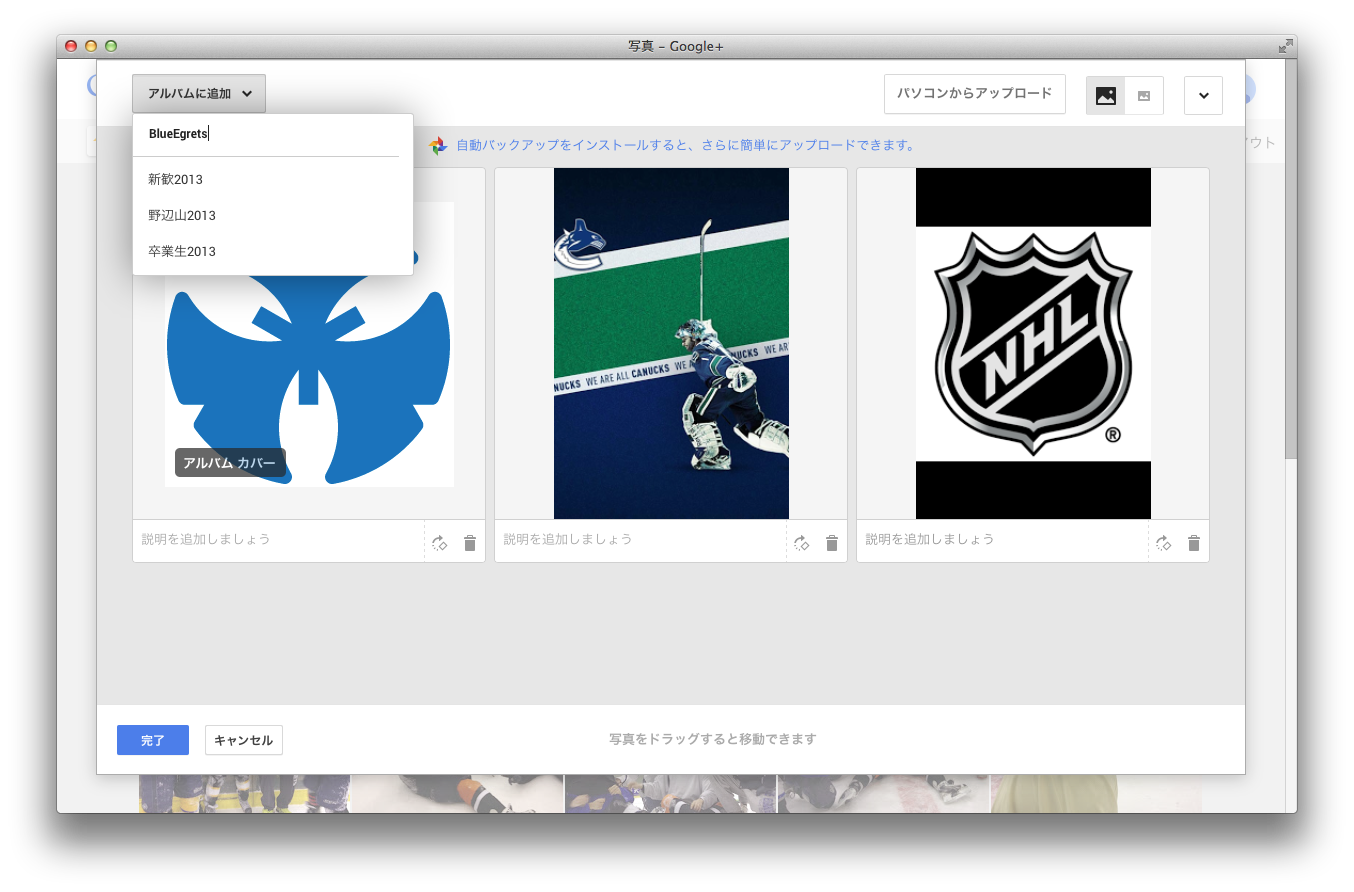 写真 – Google+
アルバムに追加
パソコンからアップロード
BlueEgrets
自動バックアップをインストールすると、さらに簡単にアップロードできます。
新歓2013
野辺山2013
卒業生2013
アウト
NUCKS WE ARE ALL CANUCKS WE A NUCKS WE AR
NHL
®
アルバム カバー
説明を追加しましょう
説明を追加しましょう
説明を追加しましょう
完了
キャンセル
写真をドラッグすると移動できます